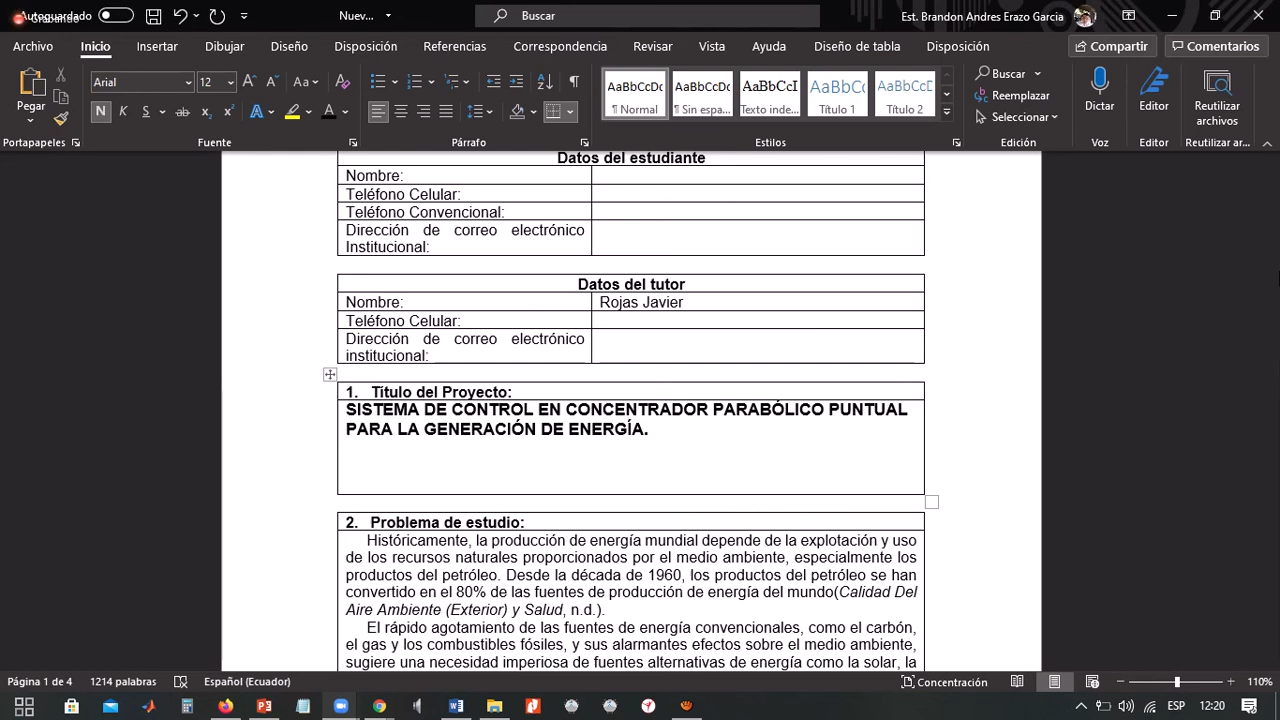 Autoguardado
Nuev...
Buscar
Est. Brandon Andres Erazo Garcia
Archivo Inicio Insertar Dibujar Diseño Disposición Referencias Correspondencia Revisar Vista Ayuda Diseño de tabla Disposición Compartir Comentarios
Pegar
Arial 12
Aa
N K S ab x₂ x² A A
AaBbCcDc AaBbCcDc AaBbCcI AaBbC AaBbCcD
¶ Normal ¶ Sin espa... Texto inde... Título 1 Título 2
Buscar
Reemplazar
Seleccionar
Dictar
Editor
Reutilizar archivos
Portapapeles Fuente Párrafo Estilos Edición Voz Editor Reutilizar ar...
Datos del estudiante
Nombre:
Teléfono Celular:
Teléfono Convencional:
Dirección de correo electrónico
Institucional:
Datos del tutor
Nombre: Rojas Javier
Teléfono Celular:
Dirección de correo electrónico
institucional:
1. Título del Proyecto:
SISTEMA DE CONTROL EN CONCENTRADOR PARABÓLICO PUNTUAL
PARA LA GENERACIÓN DE ENERGÍA.
2. Problema de estudio:
Históricamente, la producción de energía mundial depende de la explotación y uso
de los recursos naturales proporcionados por el medio ambiente, especialmente los
productos del petróleo. Desde la década de 1960, los productos del petróleo se han
convertido en el 80% de las fuentes de producción de energía del mundo(Calidad Del
Aire Ambiente (Exterior) y Salud, n.d.).
El rápido agotamiento de las fuentes de energía convencionales, como el carbón,
el gas y los combustibles fósiles, y sus alarmantes efectos sobre el medio ambiente,
sugiere una necesidad imperiosa de fuentes alternativas de energía como la solar, la
Página 1 de 4 1214 palabras Español (Ecuador) Concentración 110%
ESP 12:20